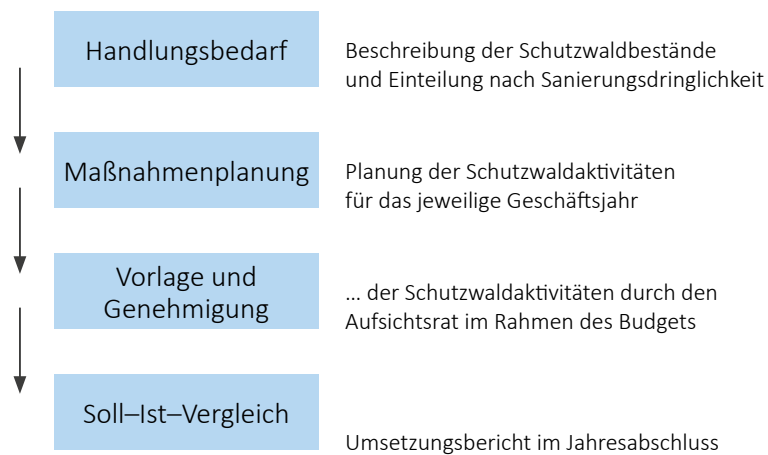 Handlungsbedarf
Beschreibung der Schutzwaldbestände
und Einteilung nach Sanierungsdringlichkeit
Maßnahmenplanung
Planung der Schutzwaldaktivitäten
für das jeweilige Geschäftsjahr
Vorlage und
Genehmigung
... der Schutzwaldaktivitäten durch den
Aufsichtsrat im Rahmen des Budgets
Soll–Ist–Vergleich
Umsetzungsbericht im Jahresabschluss